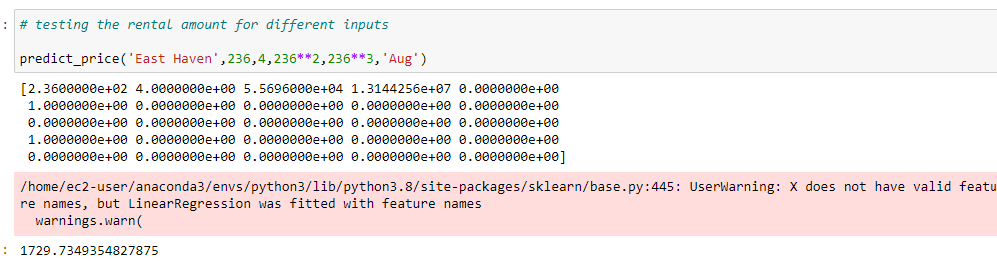 : # testing the rental amount for different inputs
predict_price('East Haven',236,4,236**2,236**3,'Aug')
[2.3600000e+02 4.0000000e+00 5.5696000e+04 1.3144256e+07 0.0000000e+00
1.0000000e+00 0.0000000e+00 0.0000000e+00 0.0000000e+00 0.0000000e+00
0.0000000e+00 0.0000000e+00 0.0000000e+00 0.0000000e+00 0.0000000e+00
1.0000000e+00 0.0000000e+00 0.0000000e+00 0.0000000e+00 0.0000000e+00
0.0000000e+00 0.0000000e+00 0.0000000e+00 0.0000000e+00 0.0000000e+00]
/home/ec2-user/anaconda3/envs/python3/lib/python3.8/site-packages/sklearn/base.py:445: UserWarning: X does not have valid featu
re names, but LinearRegression was fitted with feature names
warnings.warn(
: 1729.7349354827875